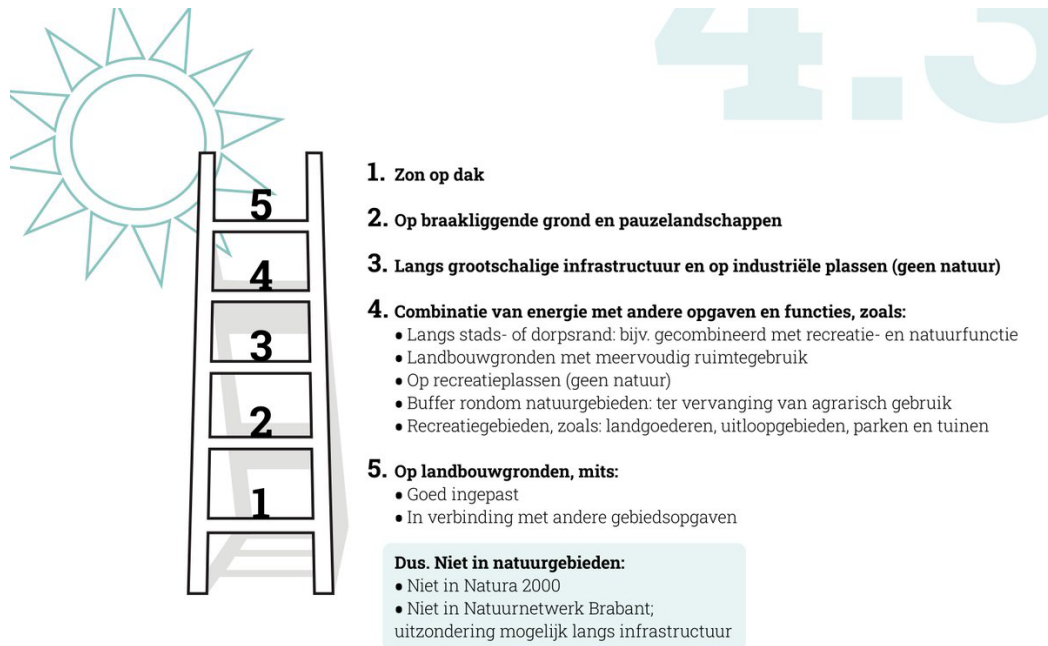 4.3
5
4
3
2
1
1. Zon op dak
2. Op braakliggende grond en pauzelandschappen
3. Langs grootschalige infrastructuur en op industriële plassen (geen natuur)
4. Combinatie van energie met andere opgaven en functies, zoals:
• Langs stads- of dorpsrand: bijv. gecombineerd met recreatie- en natuurfunctie
• Landbouwgronden met meervoudig ruimtegebruik
• Op recreatieplassen (geen natuur)
• Buffer rondom natuurgebieden: ter vervanging van agrarisch gebruik
• Recreatiegebieden, zoals: landgoederen, uitloopgebieden, parken en tuinen
5. Op landbouwgronden, mits:
• Goed ingepast
• In verbinding met andere gebiedsopgaven
Dus. Niet in natuurgebieden:
• Niet in Natura 2000
• Niet in Natuurnetwerk Brabant;
uitzondering mogelijk langs infrastructuur